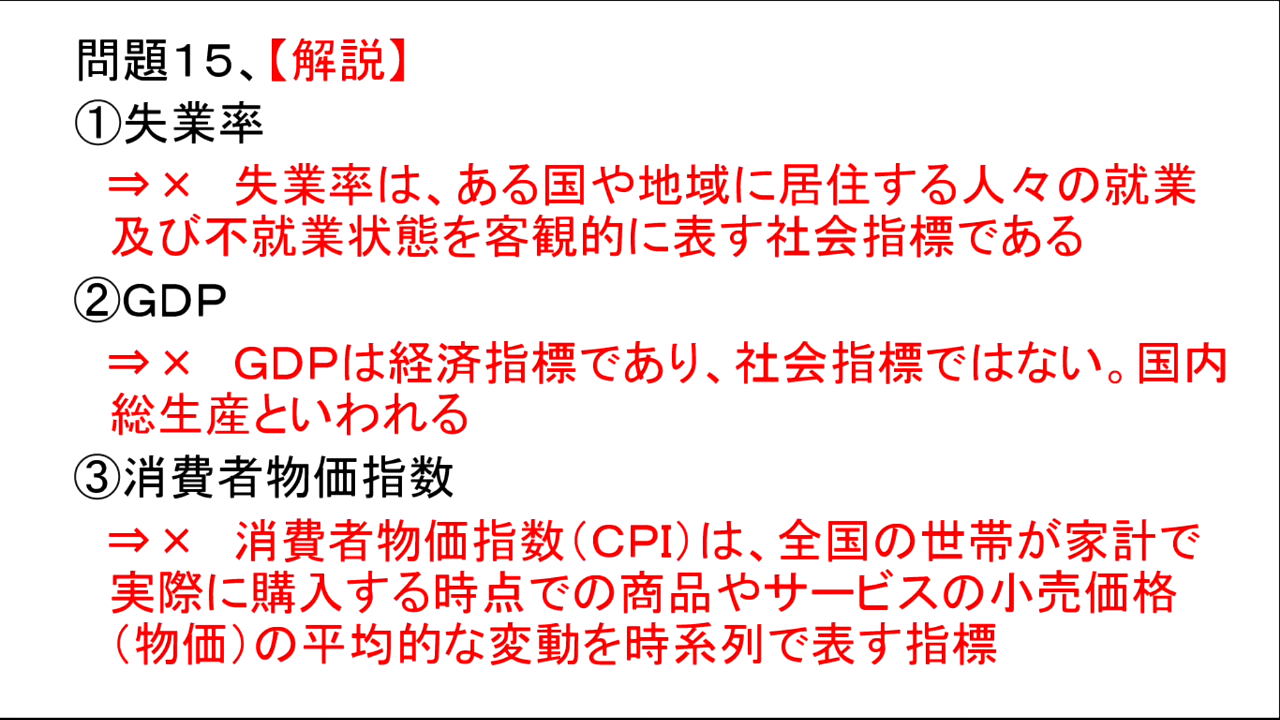 問題１５、【解説】
①失業率
⇒×　失業率は、ある国や地域に居住する人々の就業
及び不就業状態を客観的に表す社会指標である
②ＧＤＰ
⇒×　ＧＤＰは経済指標であり、社会指標ではない。国内
総生産といわれる
③消費者物価指数
⇒×　消費者物価指数（ＣＰＩ）は、全国の世帯が家計で
実際に購入する時点での商品やサービスの小売価格
（物価）の平均的な変動を時系列で表す指標